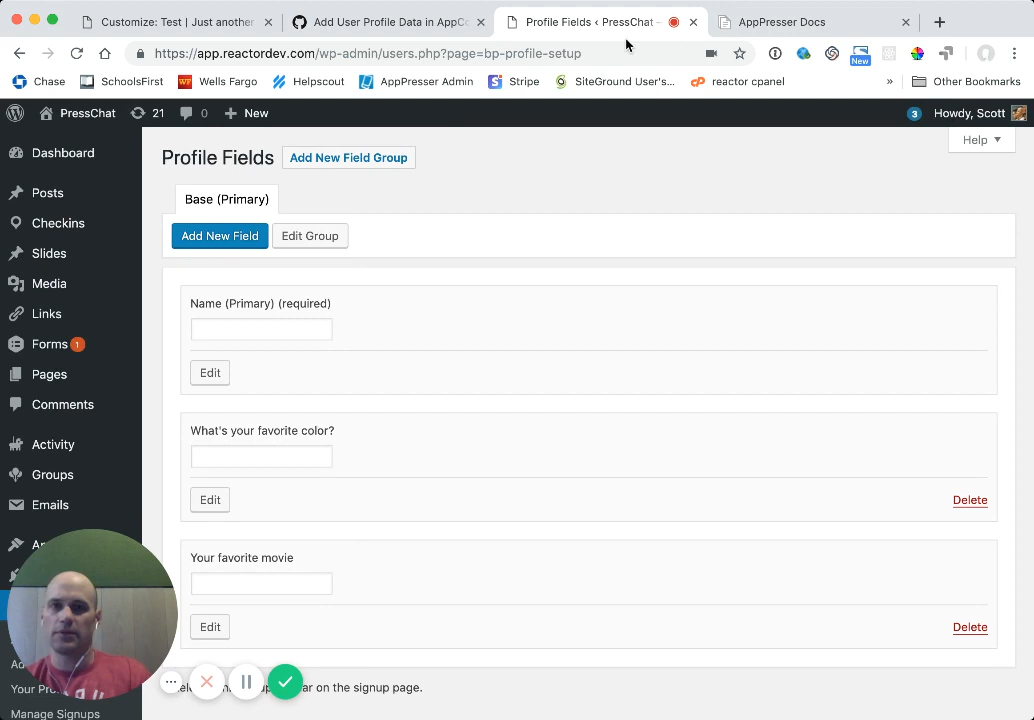 Customize: Test | Just another
Add User Profile Data in AppCo
Profile Fields ‹ PressChat –
AppPresser Docs
https://app.reactordev.com/wp-admin/users.php?page=bp-profile-setup
New
Chase
SchoolsFirst
Wells Fargo
Helpscout
AppPresser Admin
Stripe
SiteGround User's...
reactor cpanel
»
Other Bookmarks
PressChat
21
0
New
3
Howdy, Scott
Help
Dashboard
Posts
Checkins
Slides
Media
Links
Forms 1
Pages
Comments
Activity
Groups
Emails
Manage Signups
Profile Fields
Add New Field Group
Base (Primary)
Add New Field
Edit Group
Name (Primary) (required)
Edit
What's your favorite color?
Edit
Delete
Your favorite movie
Edit
Delete
on the signup page.